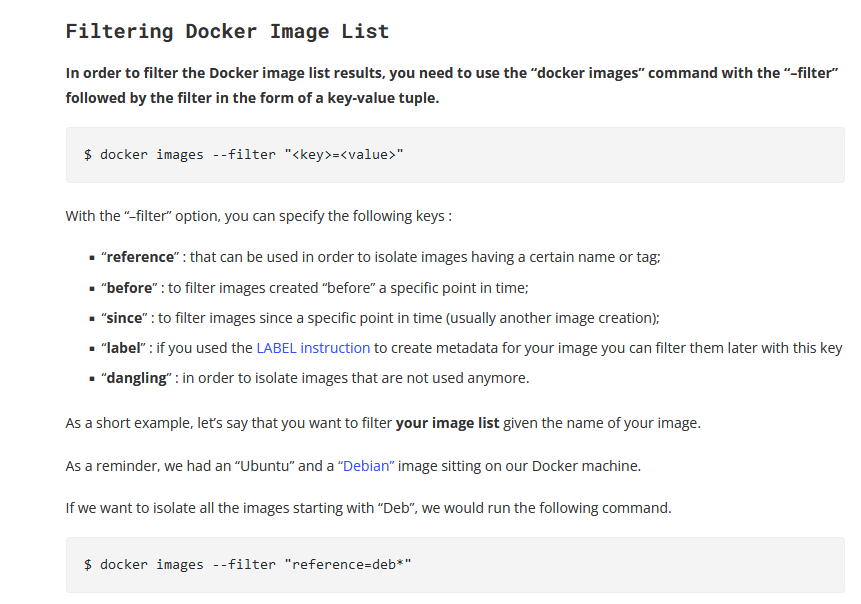 Filtering Docker Image List
In order to filter the Docker image list results, you need to use the “docker images” command with the “–filter”
followed by the filter in the form of a key-value tuple.
$ docker images --filter "<key>=<value>"
With the “–filter” option, you can specify the following keys :
▪ “reference” : that can be used in order to isolate images having a certain name or tag;
▪ “before” : to filter images created “before” a specific point in time;
▪ “since” : to filter images since a specific point in time (usually another image creation);
▪ “label” : if you used the LABEL instruction to create metadata for your image you can filter them later with this key
▪ “dangling” : in order to isolate images that are not used anymore.
As a short example, let’s say that you want to filter your image list given the name of your image.
As a reminder, we had an “Ubuntu” and a “Debian” image sitting on our Docker machine.
If we want to isolate all the images starting with “Deb”, we would run the following command.
$ docker images --filter "reference=deb*"